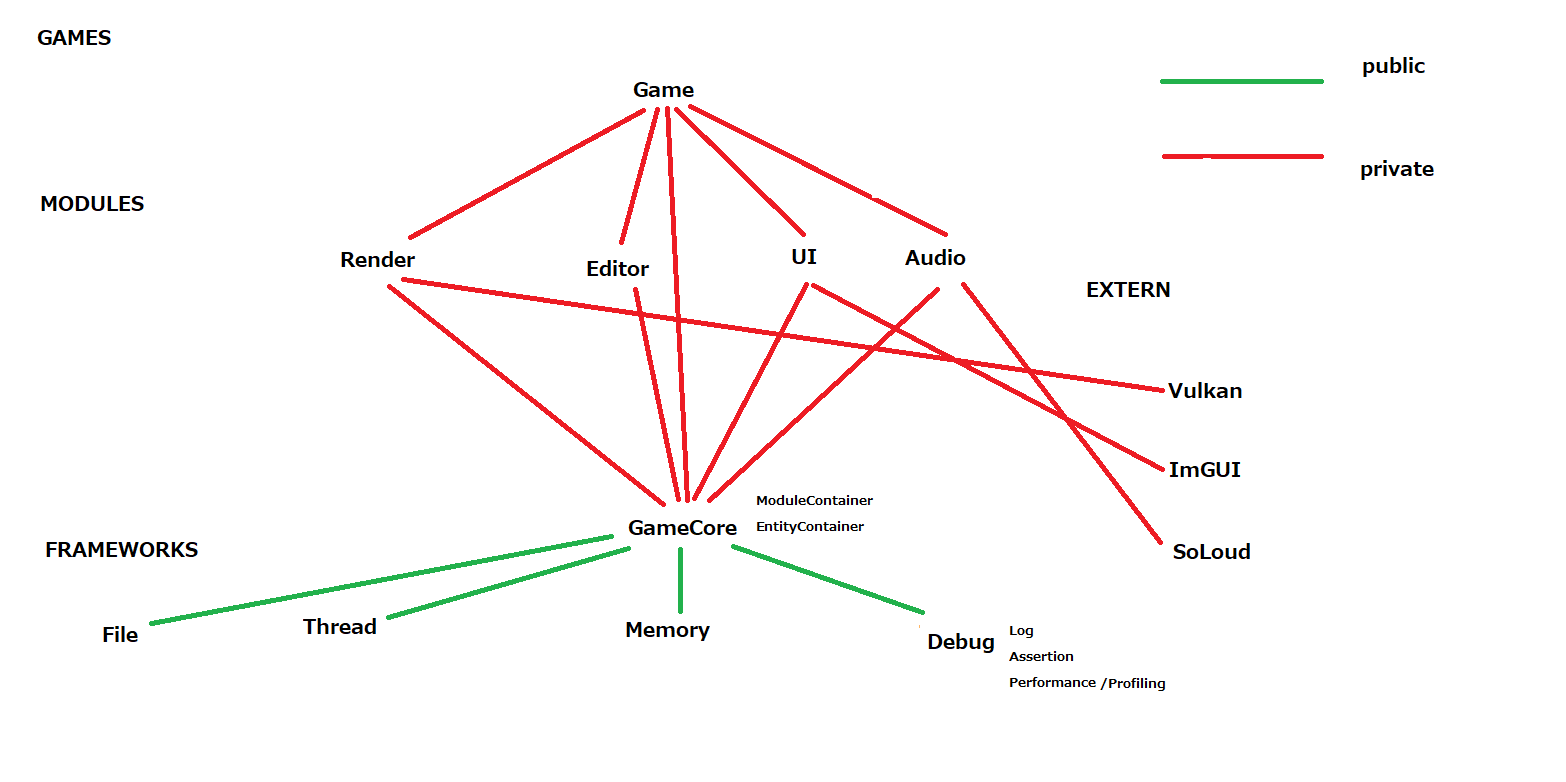 GAMES
public
Game
private
MODULES
Render
Editor
UI
Audio
EXTERN
Vulkan
ImGUI
SoLoud
ModuleContainer
GameCore
EntityContainer
FRAMEWORKS
File
Thread
Memory
Debug
Log
Assertion
Performance /Profiling